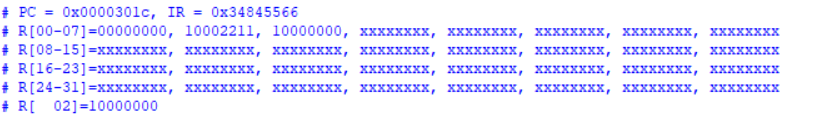 # PC = 0x0000301c, IR = 0x34845566
# R[00-07]=00000000, 10002211, 10000000, xxxxxxxx, xxxxxxxx, xxxxxxxx, xxxxxxxx, xxxxxxxx
# R[08-15]=xxxxxxxx, xxxxxxxx, xxxxxxxx, xxxxxxxx, xxxxxxxx, xxxxxxxx, xxxxxxxx, xxxxxxxx
# R[16-23]=xxxxxxxx, xxxxxxxx, xxxxxxxx, xxxxxxxx, xxxxxxxx, xxxxxxxx, xxxxxxxx, xxxxxxxx
# R[24-31]=xxxxxxxx, xxxxxxxx, xxxxxxxx, xxxxxxxx, xxxxxxxx, xxxxxxxx, xxxxxxxx, xxxxxxxx
# R[   02]=10000000